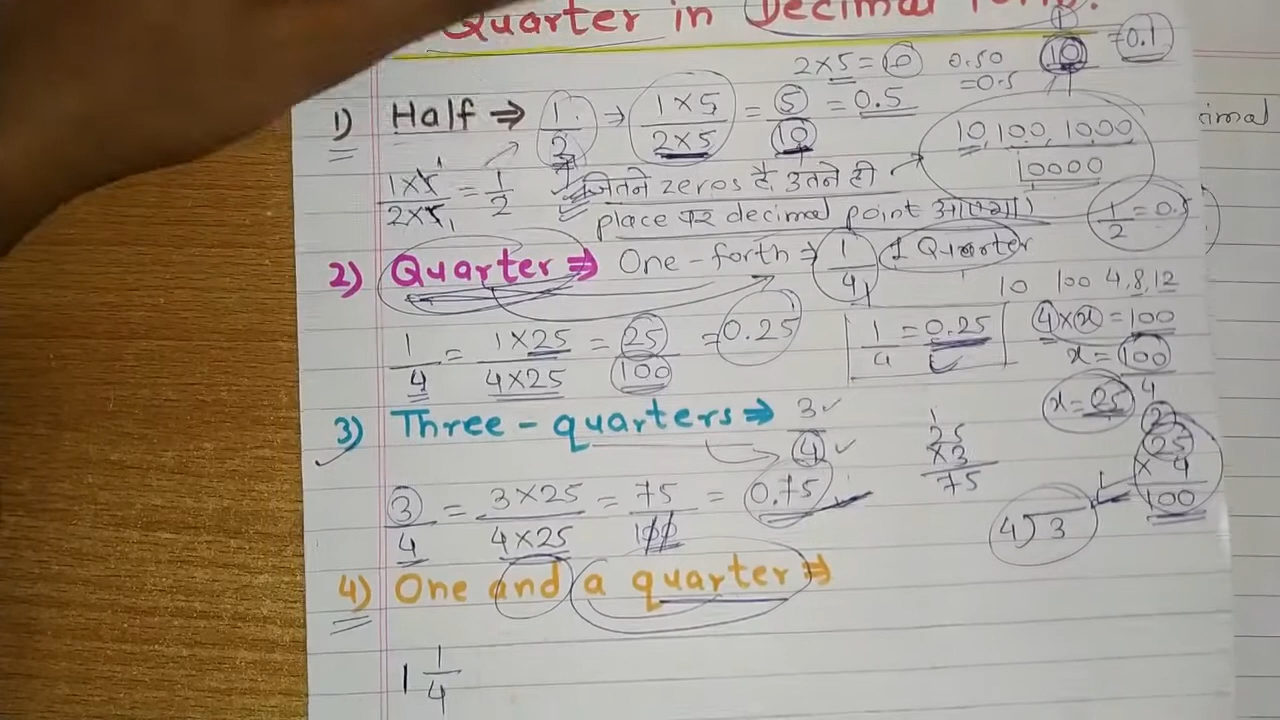 Quarter in Decimal form.
2×5=10 0.50 =0.5 1/10 =0.1
1) Half ⇒ 1/2 → 1×5/2×5 = 5/10 = 0.5
imal
10, 100, 1000
10000
1×5/2×5 = 1/2 जितने zeros है, उतने ही
place पर decimal point आएगा। 1/2 = 0.5
2) Quarter ⇒ One-forth ⇒ 1/4 1 Quarter
10 100 4,8,12
1/4 = 1×25/4×25 = 25/100 = 0.25 1/4 = 0.25 4×x = 100
x = 100/4
x = 25
3) Three-quarters ⇒ 3/4
25 ×3 75
25 × 4 100
3/4 = 3×25/4×25 = 75/100 = 0.75 4)3
4) One and a quarter ⇒
1 1/4